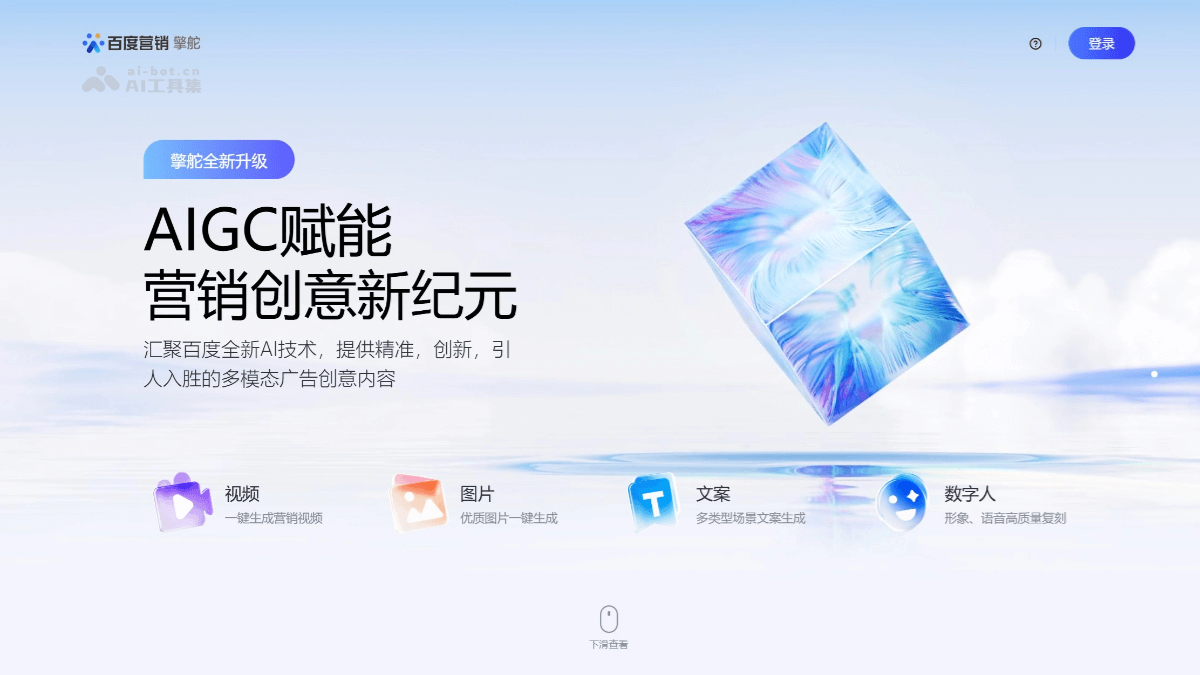 百度营销 擎舵
登录
ai-bot.cn
AI工具集
擎舵全新升级
AIGC赋能
营销创意新纪元
汇聚百度全新AI技术，提供精准，创新，引
人入胜的多模态广告创意内容
视频
一键生成营销视频
图片
优质图片一键生成
文案
多类型场景文案生成
数字人
形象、语音高质量复刻
下滑查看